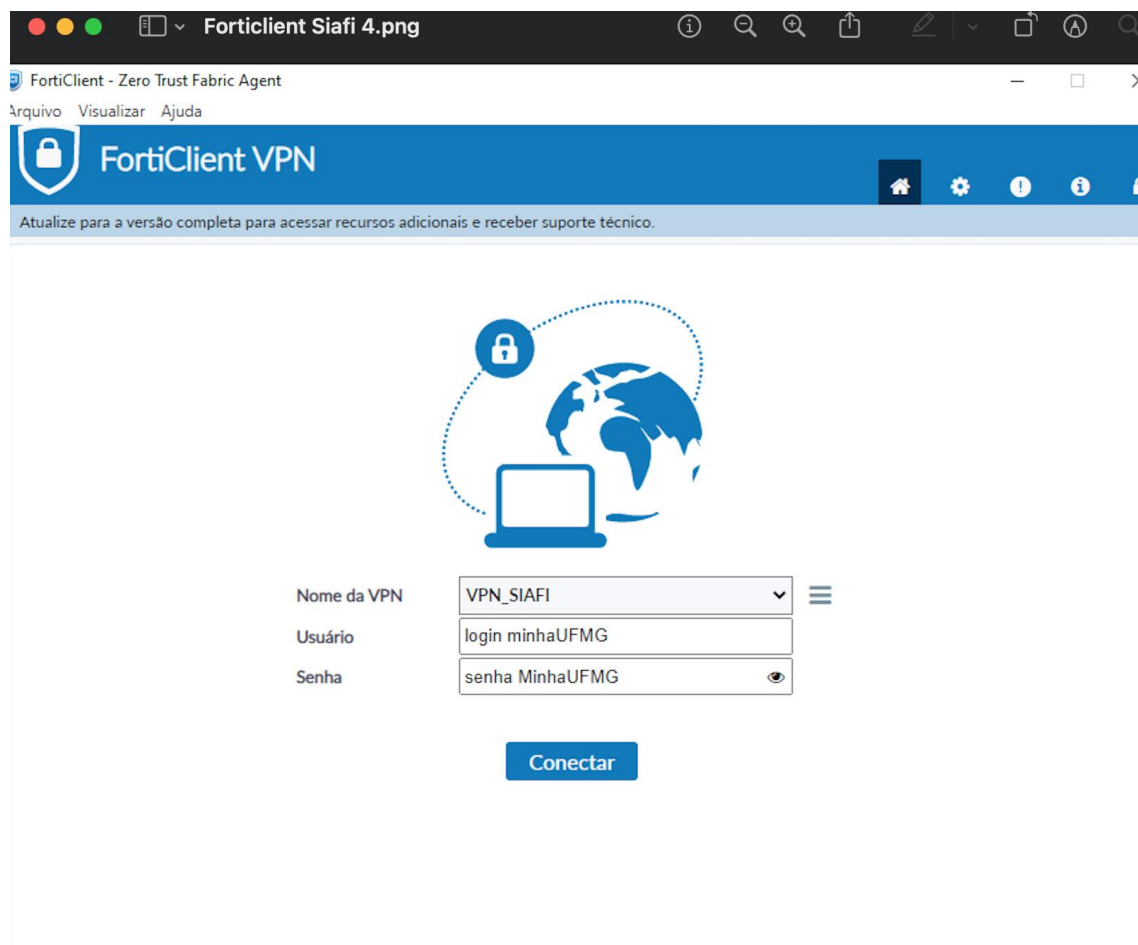 Forticlient Siafi 4.png
FortiClient - Zero Trust Fabric Agent
Arquivo Visualizar Ajuda
FortiClient VPN
Atualize para a versão completa para acessar recursos adicionais e receber suporte técnico.
Nome da VPN VPN_SIAFI
Usuário login minhaUFMG
Senha senha MinhaUFMG
Conectar